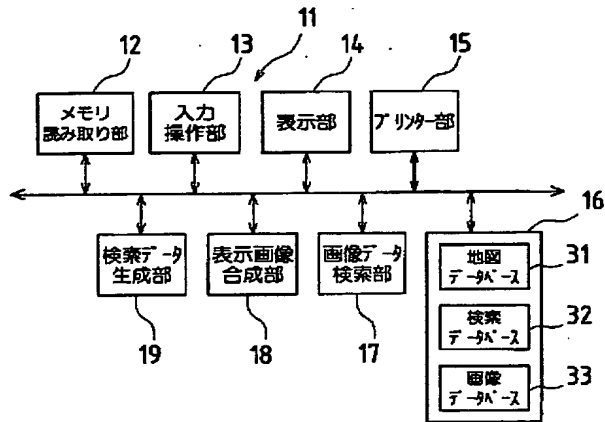 11
12
13
14
15
メモリ
読み取り部
入力
操作部
表示部
プリンター部
16
検索データ
生成部
表示画像
合成部
画像データ
検索部
地図
データベース
31
検索
データベース
32
画像
データベース
33
19
18
17